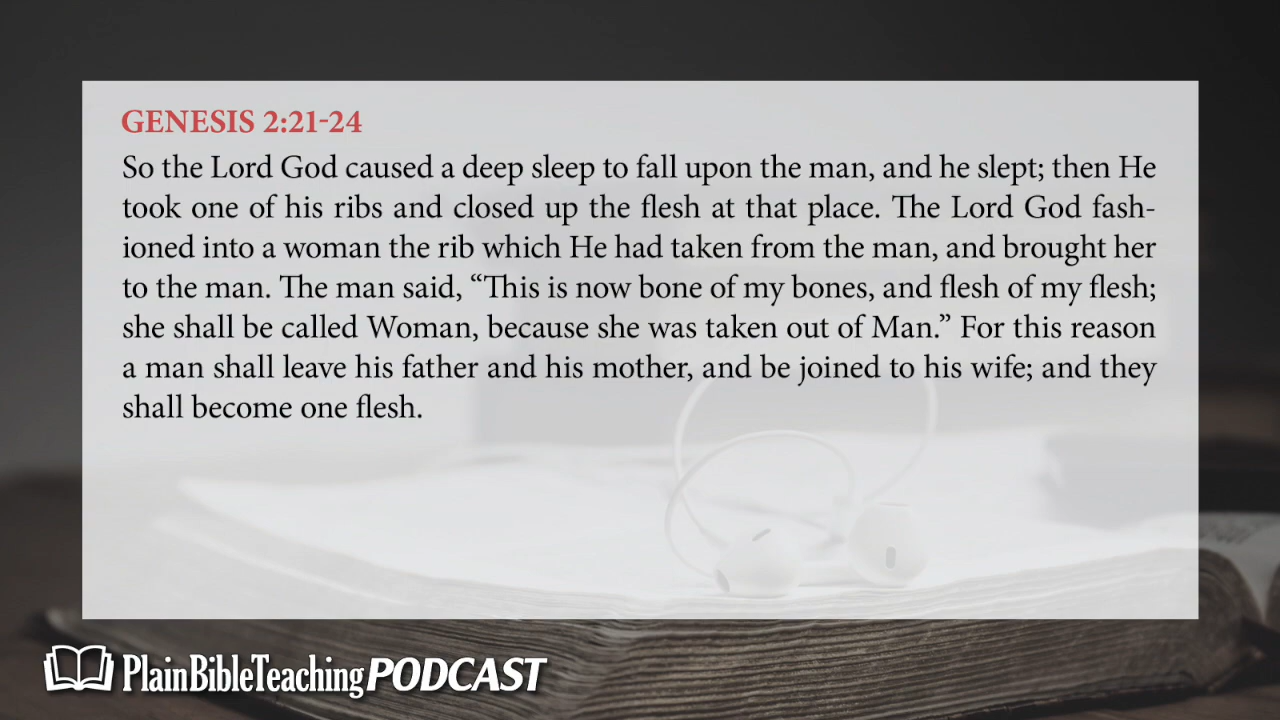 GENESIS 2:21-24
So the Lord God caused a deep sleep to fall upon the man, and he slept; then He
took one of his ribs and closed up the flesh at that place. The Lord God fash-
ioned into a woman the rib which He had taken from the man, and brought her
to the man. The man said, “This is now bone of my bones, and flesh of my flesh;
she shall be called Woman, because she was taken out of Man.” For this reason
a man shall leave his father and his mother, and be joined to his wife; and they
shall become one flesh.
PlainBibleTeaching PODCAST